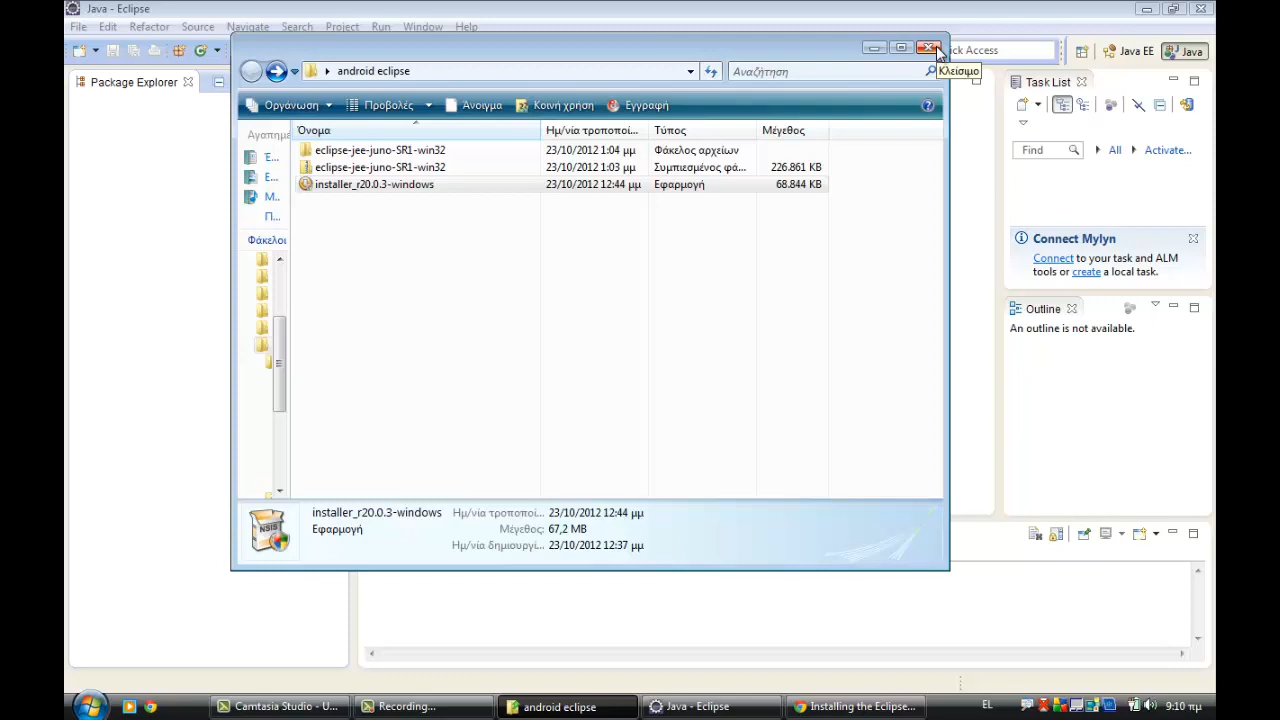 Java - Eclipse
File Edit Refactor Source Navigate Search Project Run Window Help
android eclipse
Αναζήτηση
Κλείσιμο
Java EE
Java
Package Explorer
Οργάνωση Προβολές Άνοιγμα Κοινή χρήση Εγγραφή
Task List
Αγαπημα
Όνομα Ημ/νία τροποποί... Τύπος Μέγεθος
eclipse-jee-juno-SR1-win32 23/10/2012 1:04 μμ Φάκελος αρχείων
eclipse-jee-juno-SR1-win32 23/10/2012 1:03 μμ Συμπιεσμένος φά... 226.861 KB
installer_r20.0.3-windows 23/10/2012 12:44 μμ Εφαρμογή 68.844 KB
Έ...
Ε...
Μ...
Π...
Φάκελοι
Find All Activate...
Connect Mylyn
Connect to your task and ALM
tools or create a local task.
Outline
An outline is not available.
installer_r20.0.3-windows Ημ/νία τροποποί... 23/10/2012 12:44 μμ
Εφαρμογή Μέγεθος: 67,2 MB
Ημ/νία δημιουργί... 23/10/2012 12:37 μμ
NSIS
Camtasia Studio - U...
Recording...
android eclipse
Java - Eclipse
Installing the Eclipse...
EL
9:10 πμ